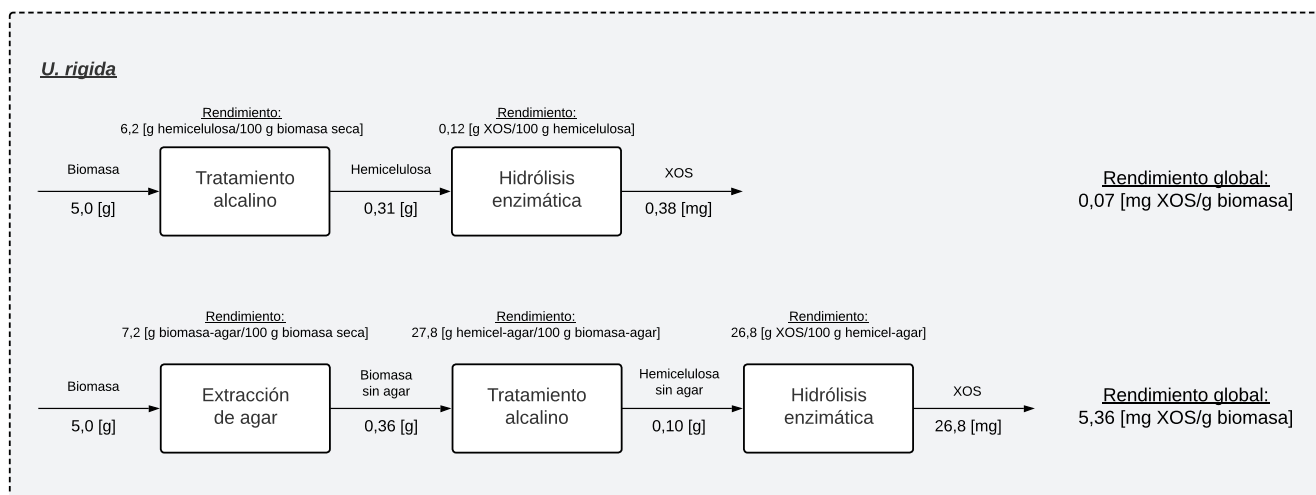 U. rigida
Rendimiento:
6,2 [g hemicelulosa/100 g biomasa seca]
Rendimiento:
0,12 [g XOS/100 g hemicelulosa]
Biomasa
5,0 [g]
Tratamiento
alcalino
Hemicelulosa
0,31 [g]
Hidrólisis
enzimática
XOS
0,38 [mg]
Rendimiento global:
0,07 [mg XOS/g biomasa]
Rendimiento:
7,2 [g biomasa-agar/100 g biomasa seca]
Rendimiento:
27,8 [g hemicel-agar/100 g biomasa-agar]
Rendimiento:
26,8 [g XOS/100 g hemicel-agar]
Biomasa
5,0 [g]
Extracción
de agar
Biomasa
sin agar
0,36 [g]
Tratamiento
alcalino
Hemicelulosa
sin agar
0,10 [g]
Hidrólisis
enzimática
XOS
26,8 [mg]
Rendimiento global:
5,36 [mg XOS/g biomasa]